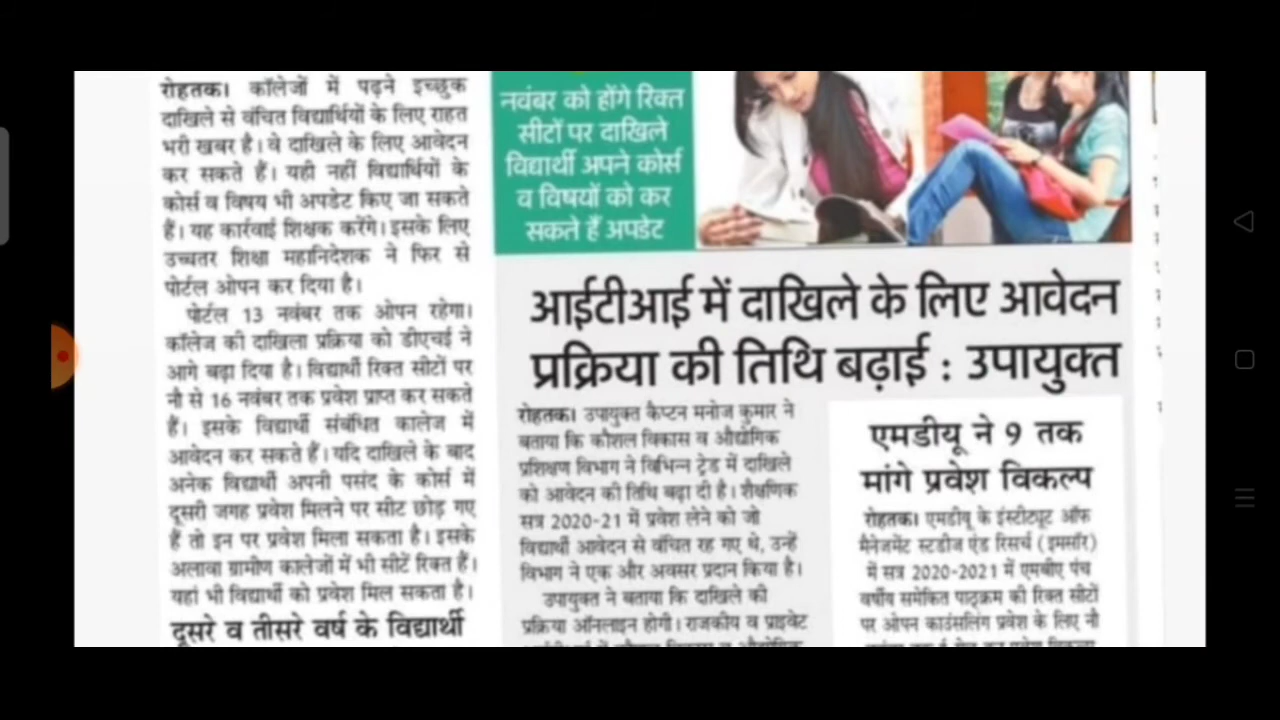 रोहतक। कॉलेजों में पढ़ने इच्छुक
दाखिले से वंचित विद्यार्थियों के लिए राहत
भरी खबर है। वे दाखिले के लिए आवेदन
कर सकते हैं। यही नहीं विद्यार्थियों के
कोर्स व विषय भी अपडेट किए जा सकते
हैं। यह कार्रवाई शिक्षक करेंगे। इसके लिए
उच्चतर शिक्षा महानिदेशक ने फिर से
पोर्टल ओपन कर दिया है।
पोर्टल 13 नवंबर तक ओपन रहेगा।
कॉलेज की दाखिला प्रक्रिया को डीएचई ने
आगे बढ़ा दिया है। विद्यार्थी रिक्त सीटों पर
नौ से 16 नवंबर तक प्रवेश प्राप्त कर सकते
हैं। इसके विद्यार्थी संबंधित कालेज में
आवेदन कर सकते हैं। यदि दाखिले के बाद
अनेक विद्यार्थी अपनी पसंद के कोर्स में
दूसरी जगह प्रवेश मिलने पर सीट छोड़ गए
हैं तो इन पर प्रवेश मिला सकता है। इसके
अलावा ग्रामीण कालेजों में भी सीटें रिक्त हैं।
यहां भी विद्यार्थी को प्रवेश मिल सकता है।
दूसरे व तीसरे वर्ष के विद्यार्थी
नवंबर को होंगे रिक्त
सीटों पर दाखिले
विद्यार्थी अपने कोर्स
व विषयों को कर
सकते हैं अपडेट
आईटीआई में दाखिले के लिए आवेदन
प्रक्रिया की तिथि बढ़ाई : उपायुक्त
रोहतक। उपायुक्त कैप्टन मनोज कुमार ने
बताया कि कौशल विकास व औद्योगिक
प्रशिक्षण विभाग ने विभिन्न ट्रेड में दाखिले
को आवेदन की तिथि बढ़ा दी है। शैक्षणिक
सत्र 2020-21 में प्रवेश लेने को जो
विद्यार्थी आवेदन से वंचित रह गए थे, उन्हें
विभाग ने एक और अवसर प्रदान किया है।
उपायुक्त ने बताया कि दाखिले की
प्रक्रिया ऑनलाइन होगी। राजकीय व प्राइवेट
एमडीयू ने 9 तक
मांगे प्रवेश विकल्प
रोहतक। एमडीयू के इंस्टीट्यूट ऑफ
मैनेजमेंट स्टडीज एंड रिसर्च (इमसॉर)
में सत्र 2020-2021 में एमबीए पंच
वर्षीय समेकित पाठ्क्रम की रिक्त सीटों
पर ओपन काउंसलिंग प्रवेश के लिए नौ